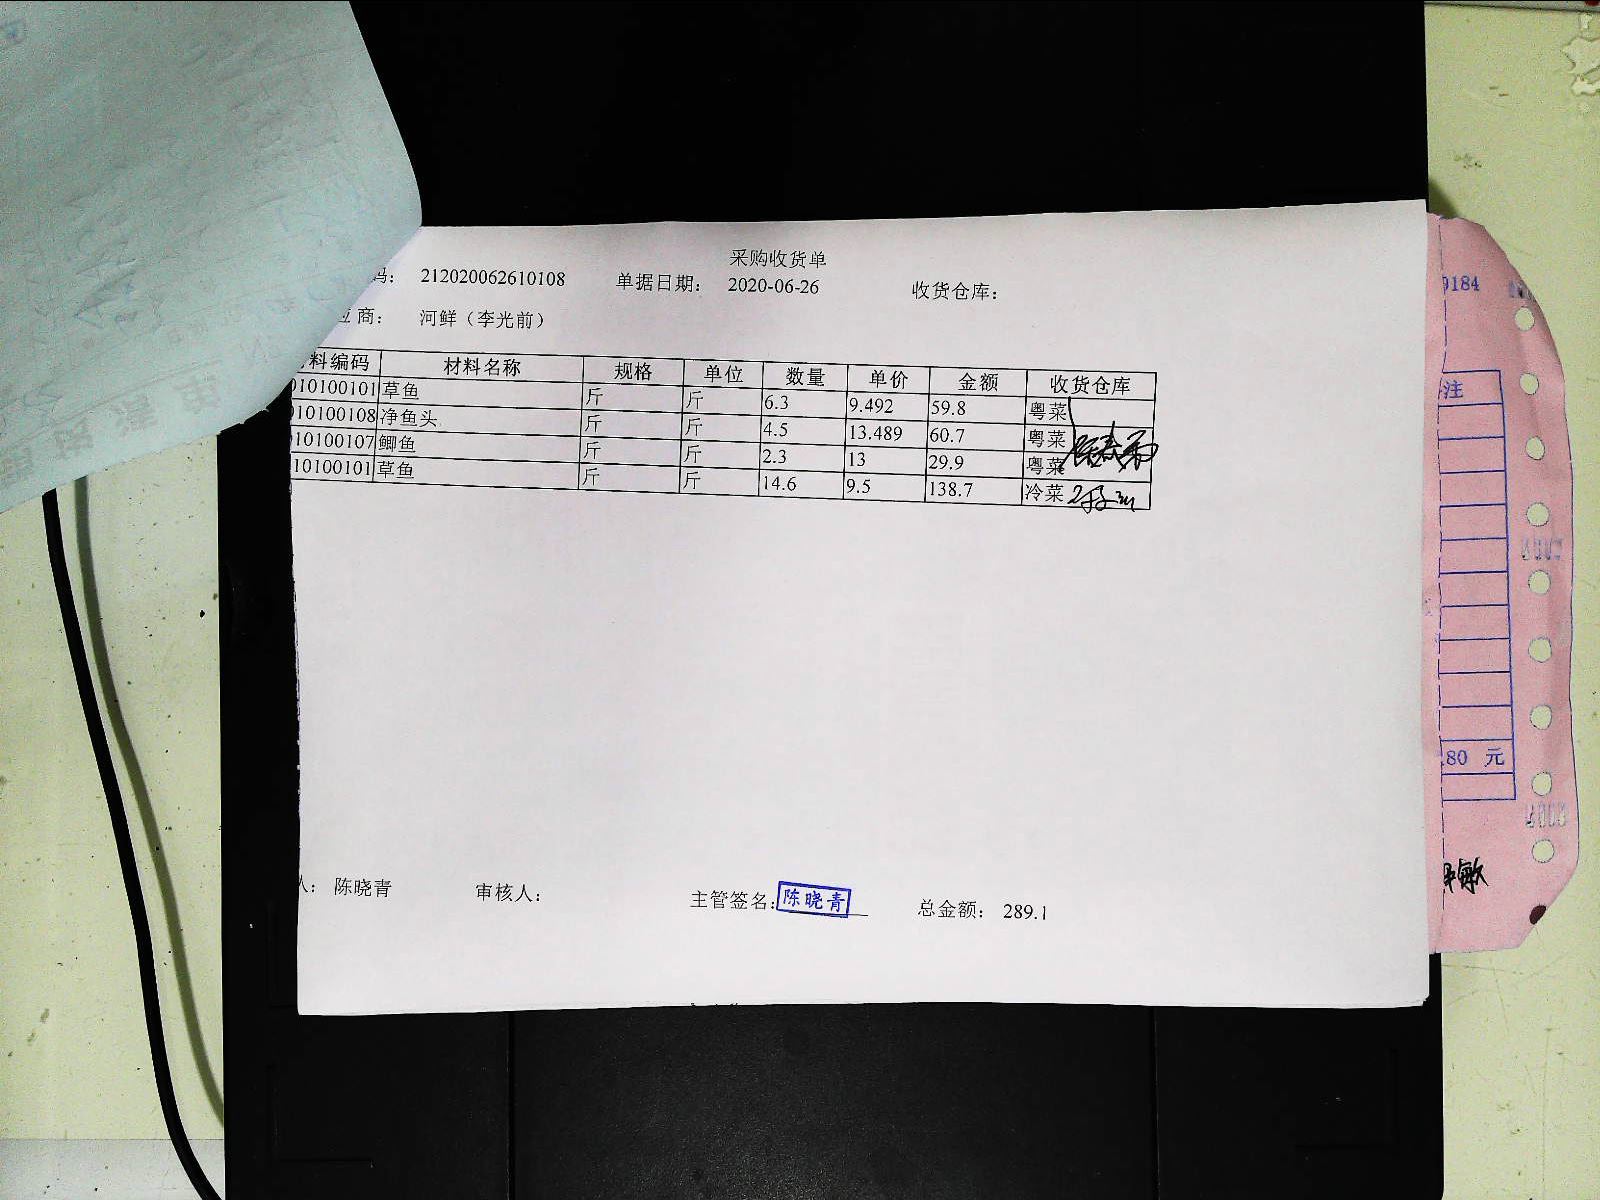 采购收货单
码： 212020062610108 单据日期： 2020-06-26 收货仓库：
应商： 河鲜（李光前）
料编码 材料名称 规格 单位 数量 单价 金额 收货仓库
010100101 草鱼 斤 斤 6.3 9.492 59.8 粤菜
010100108 净鱼头 斤 斤 4.5 13.489 60.7 粤菜
010100107 鲫鱼 斤 斤 2.3 13 29.9 粤菜
10100101 草鱼 斤 斤 14.6 9.5 138.7 冷菜
人： 陈晓青 审核人： 主管签名： 陈晓青 总金额： 289.1
9184
注
.80 元
敏